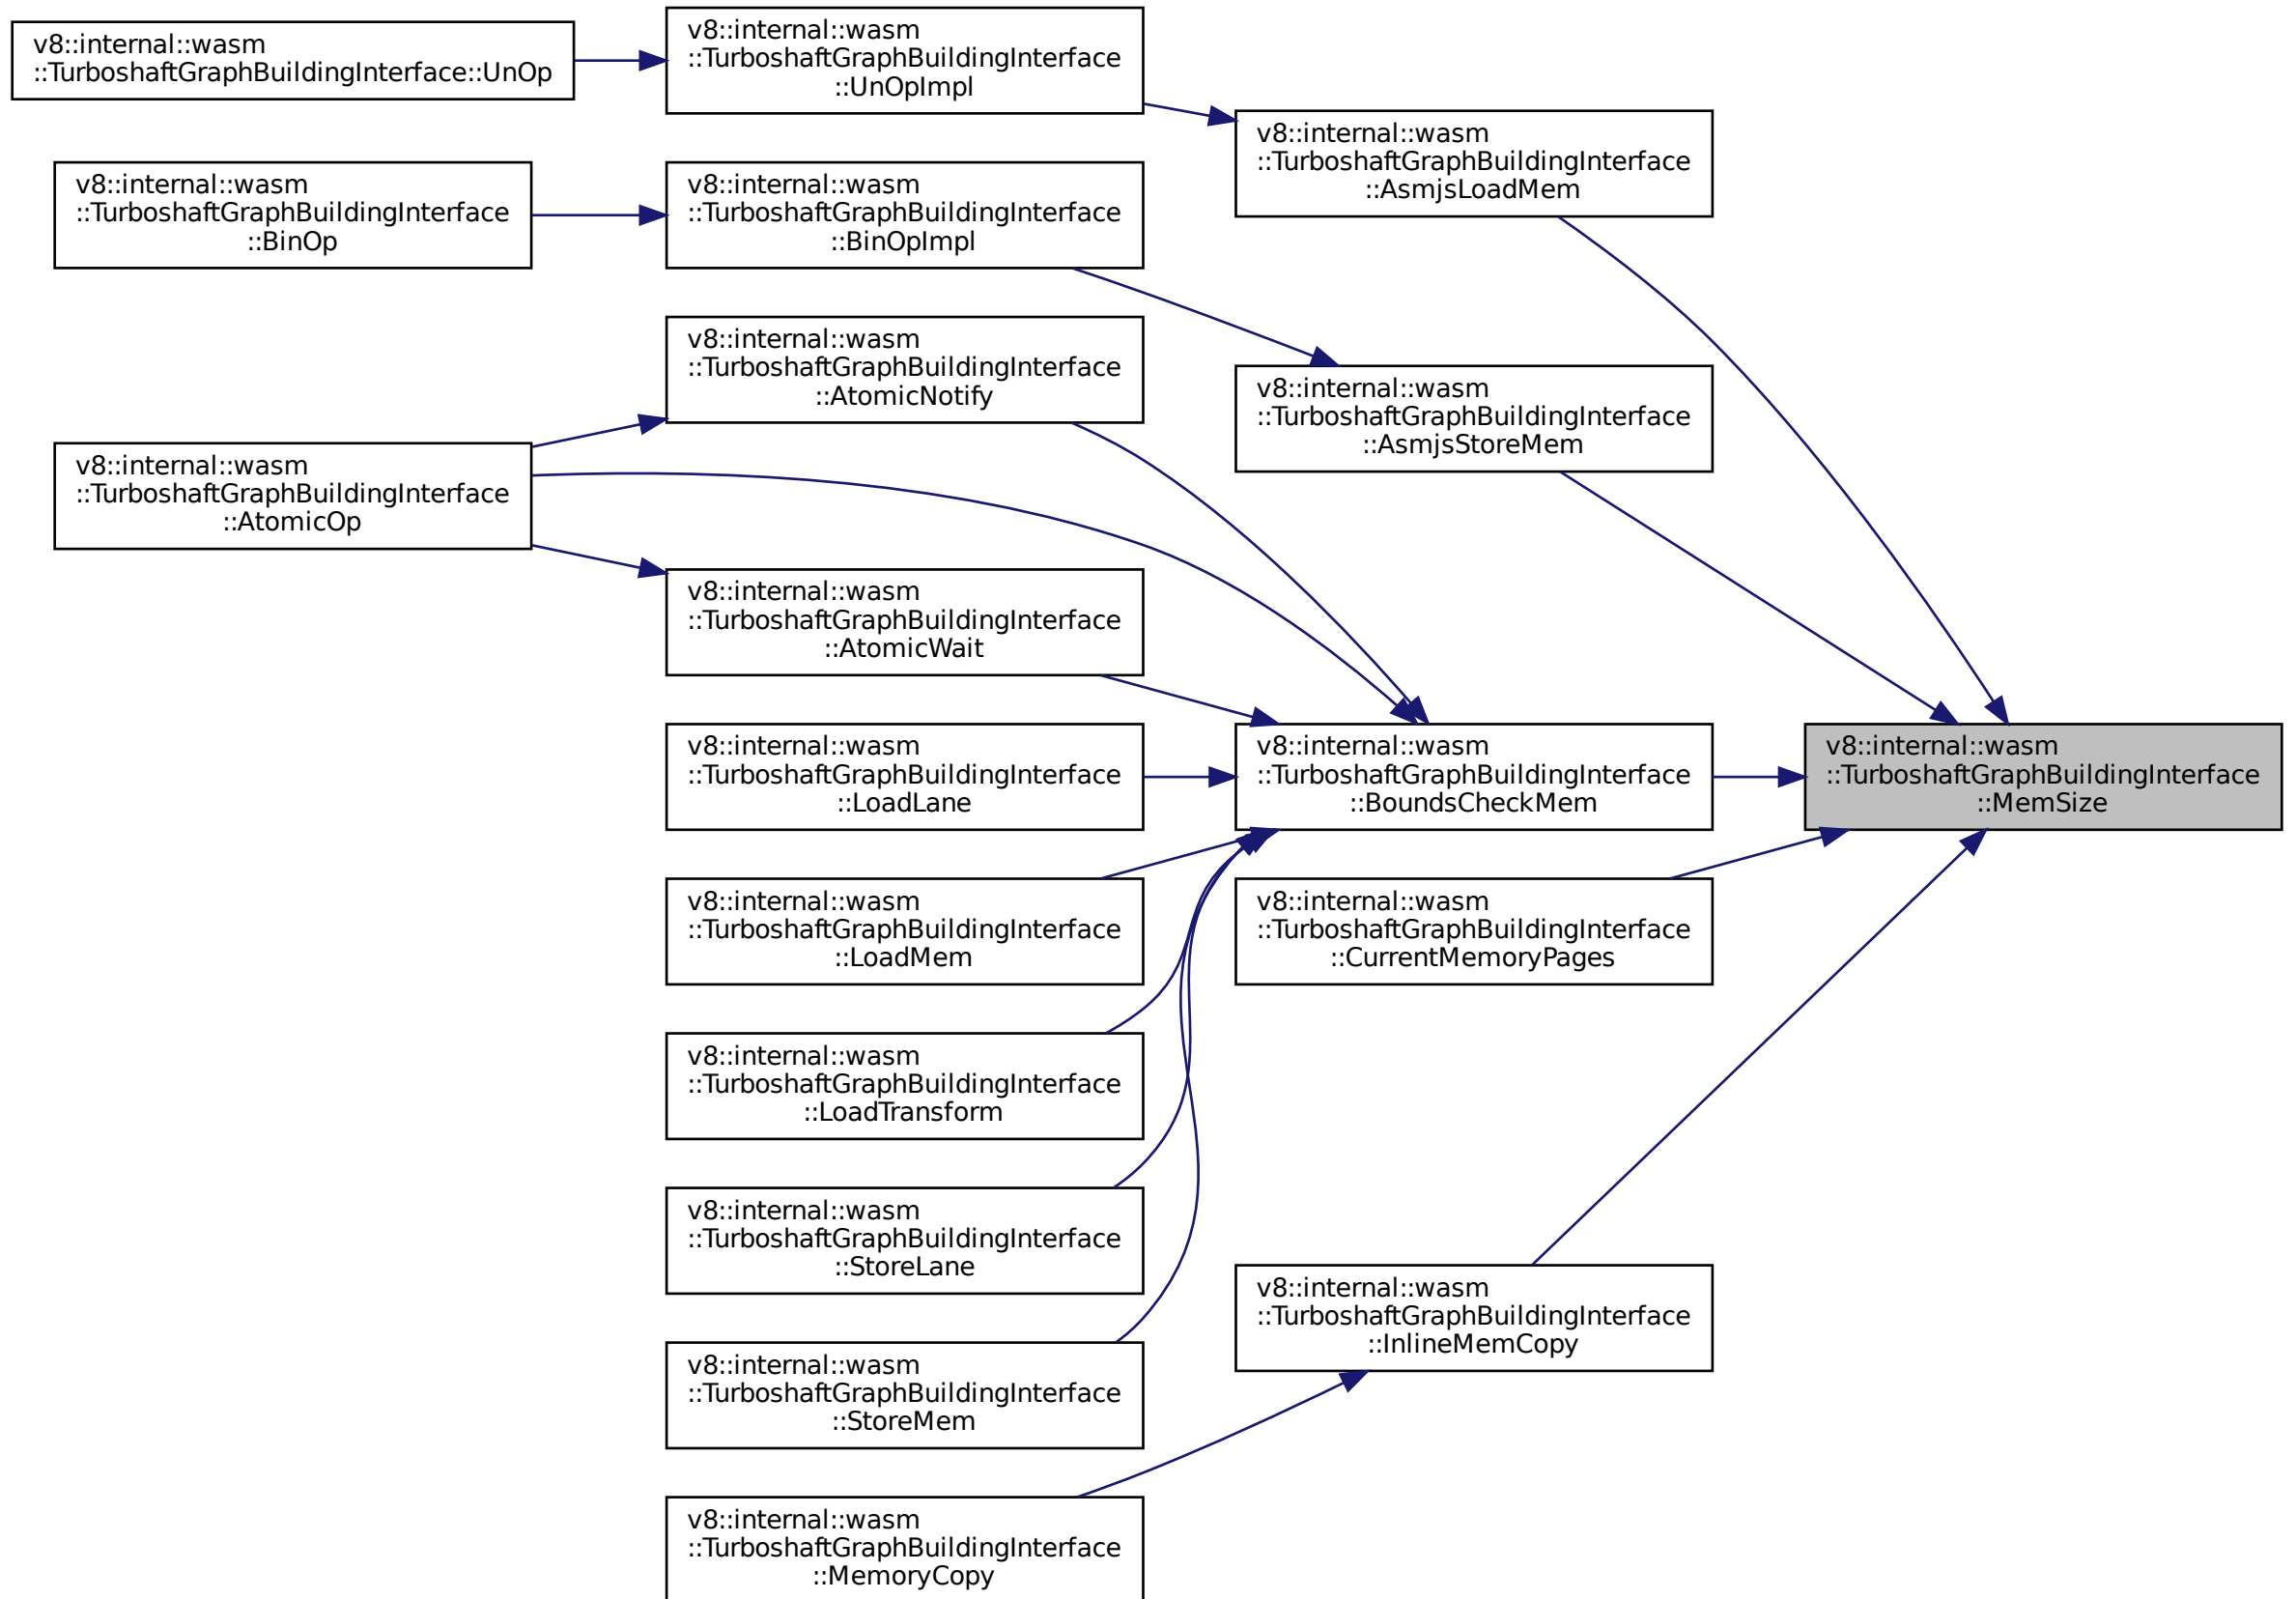 v8::internal::wasm
::TurboshaftGraphBuildingInterface::UnOp
v8::internal::wasm
::TurboshaftGraphBuildingInterface
::UnOpImpl
v8::internal::wasm
::TurboshaftGraphBuildingInterface
::AsmjsLoadMem
v8::internal::wasm
::TurboshaftGraphBuildingInterface
::BinOp
v8::internal::wasm
::TurboshaftGraphBuildingInterface
::BinOpImpl
v8::internal::wasm
::TurboshaftGraphBuildingInterface
::AtomicNotify
v8::internal::wasm
::TurboshaftGraphBuildingInterface
::AsmjsStoreMem
v8::internal::wasm
::TurboshaftGraphBuildingInterface
::AtomicOp
v8::internal::wasm
::TurboshaftGraphBuildingInterface
::AtomicWait
v8::internal::wasm
::TurboshaftGraphBuildingInterface
::LoadLane
v8::internal::wasm
::TurboshaftGraphBuildingInterface
::BoundsCheckMem
v8::internal::wasm
::TurboshaftGraphBuildingInterface
::MemSize
v8::internal::wasm
::TurboshaftGraphBuildingInterface
::LoadMem
v8::internal::wasm
::TurboshaftGraphBuildingInterface
::CurrentMemoryPages
v8::internal::wasm
::TurboshaftGraphBuildingInterface
::LoadTransform
v8::internal::wasm
::TurboshaftGraphBuildingInterface
::StoreLane
v8::internal::wasm
::TurboshaftGraphBuildingInterface
::InlineMemCopy
v8::internal::wasm
::TurboshaftGraphBuildingInterface
::StoreMem
v8::internal::wasm
::TurboshaftGraphBuildingInterface
::MemoryCopy